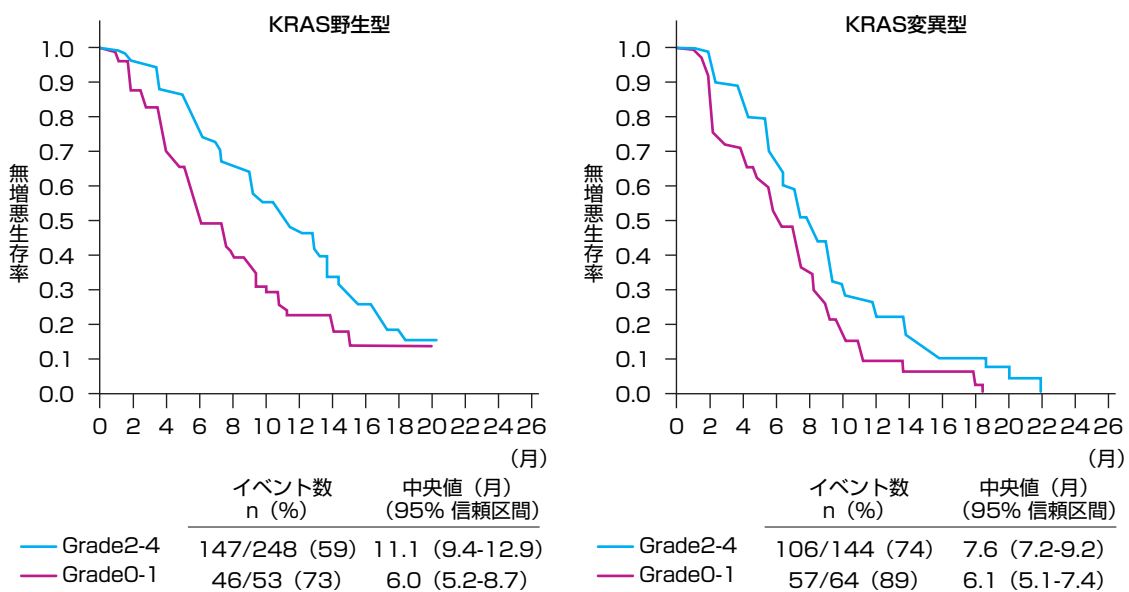 KRAS野生型
無増悪生存率
1.0
0.9
0.8
0.7
0.6
0.5
0.4
0.3
0.2
0.1
0.0
0 2 4 6 8 10 12 14 16 18 20 22 24 26
(月)
イベント数 中央値(月)
n(%) (95% 信頼区間)
Grade2-4 147/248(59) 11.1(9.4-12.9)
Grade0-1 46/53(73) 6.0(5.2-8.7)
KRAS変異型
無増悪生存率
1.0
0.9
0.8
0.7
0.6
0.5
0.4
0.3
0.2
0.1
0.0
0 2 4 6 8 10 12 14 16 18 20 22 24 26
(月)
イベント数 中央値(月)
n(%) (95% 信頼区間)
Grade2-4 106/144(74) 7.6(7.2-9.2)
Grade0-1 57/64(89) 6.1(5.1-7.4)